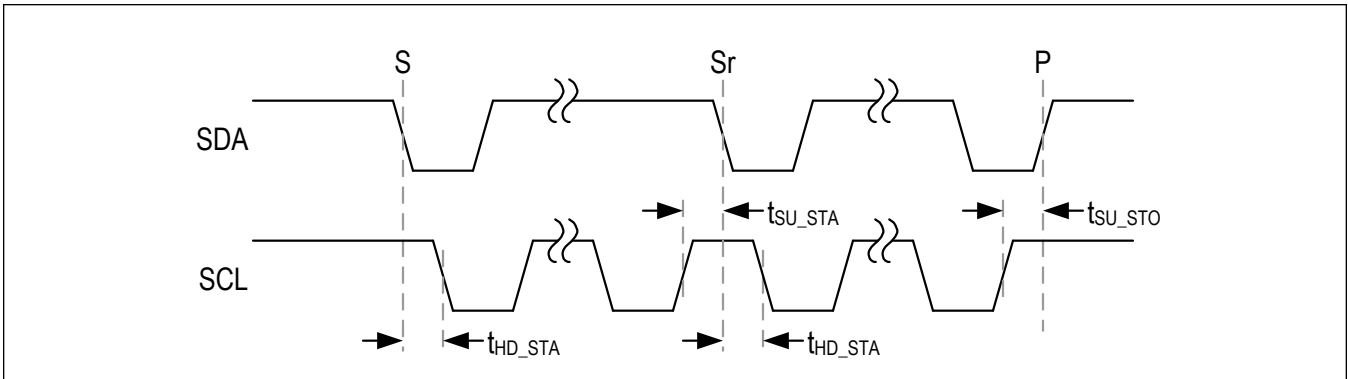 S Sr P
SDA
tSU_STA tSU_STO
SCL
tHD_STA tHD_STA